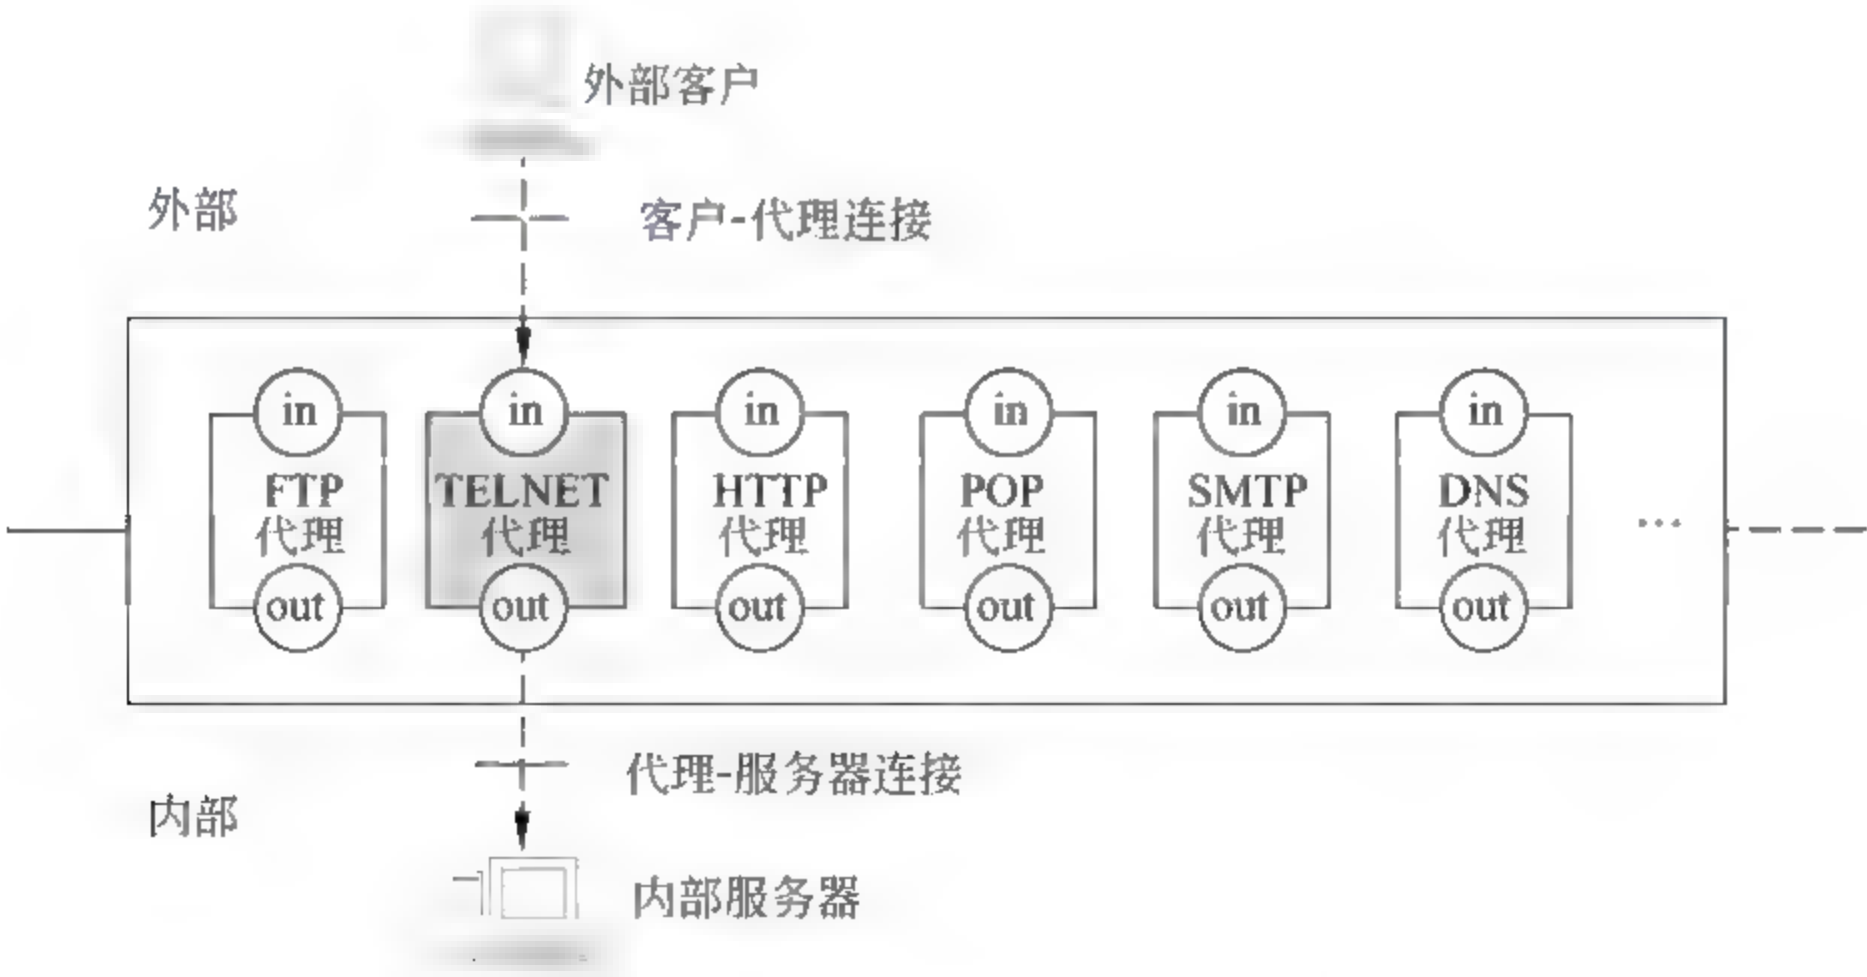 外部客户
外部
客户-代理连接
in in in in in in
FTP TELNET HTTP POP SMTP DNS
代理 代理 代理 代理 代理 代理 …
out out out out out out
代理-服务器连接
内部
内部服务器